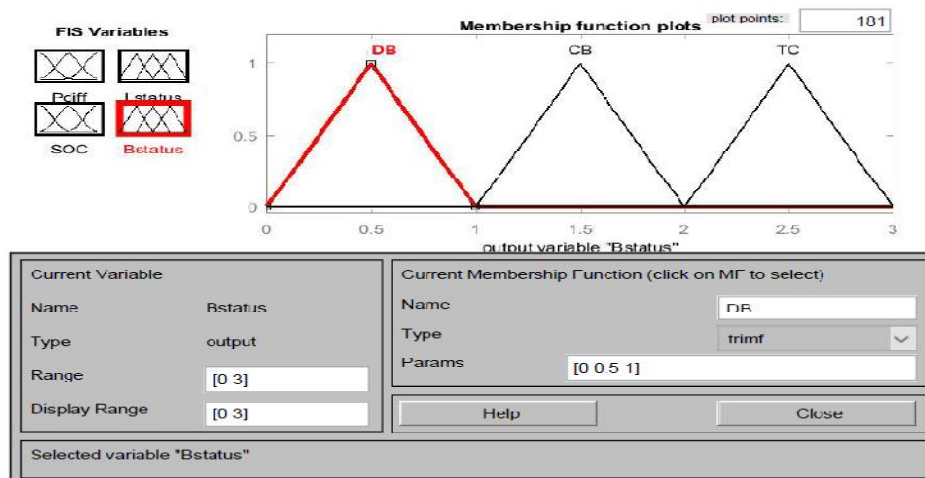 FIS Variables
Membership function plots
plot points:
181
DB
CB
TC
Pdiff
Lstatus
SOC
Bstatus
1
0.5
0
0
0.5
1
1.5
2
2.5
3
output variable "Bstatus"
Current Variable
Name
Bstatus
Type
output
Range
[0 3]
Display Range
[0 3]
Current Membership Function (click on MF to select)
Name
DB
Type
trimf
Params
[0 0.5 1]
Help
Close
Selected variable "Bstatus"